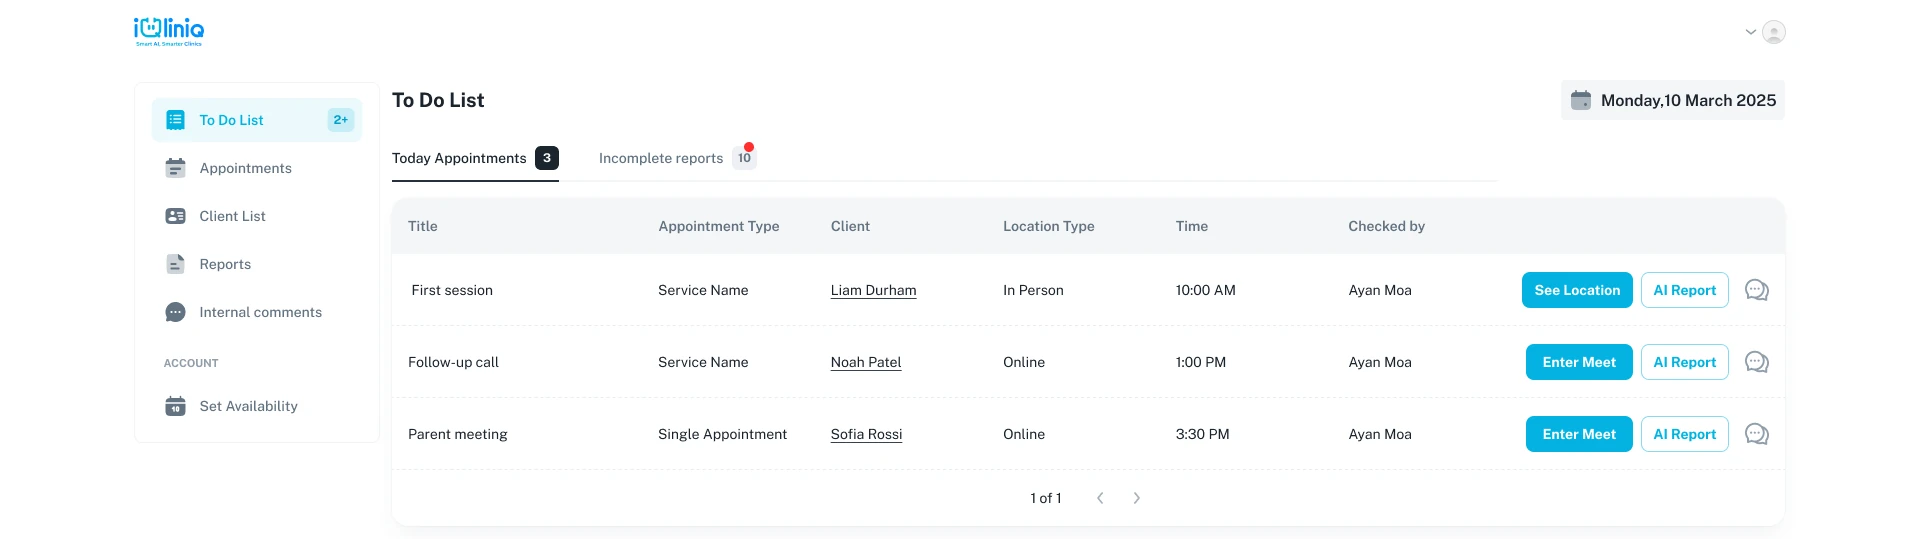 iQliniq
Smart AI, Smarter Clinics
To Do List 2+
Appointments
Client List
Reports
Internal comments
ACCOUNT
10 Set Availability
To Do List
Monday,10 March 2025
Today Appointments 3 Incomplete reports 10
Title Appointment Type Client Location Type Time Checked by
First session Service Name Liam Durham In Person 10:00 AM Ayan Moa See Location AI Report
Follow-up call Service Name Noah Patel Online 1:00 PM Ayan Moa Enter Meet AI Report
Parent meeting Single Appointment Sofia Rossi Online 3:30 PM Ayan Moa Enter Meet AI Report
1 of 1